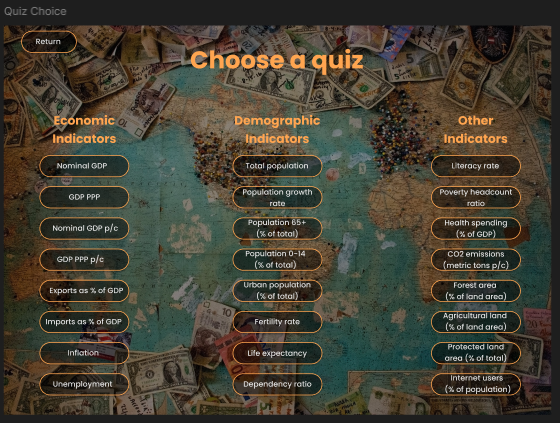 Quiz Choice
Return
Choose a quiz
Economic
Indicators
Nominal GDP
GDP PPP
Nominal GDP p/c
GDP PPP p/c
Exports as % of GDP
Imports as % of GDP
Inflation
Unemployment
Demographic
Indicators
Total population
Population growth
rate
Population 65+
(% of total)
Population 0-14
(% of total)
Urban population
(% of total)
Fertility rate
Life expectancy
Dependency ratio
Other
Indicators
Literacy rate
Poverty headcount
ratio
Health spending
(% of GDP)
CO2 emissions
(metric tons p/c)
Forest area
(% of land area)
Agricultural land
(% of land area)
Protected land
area (% of total)
Internet users
(% of population)